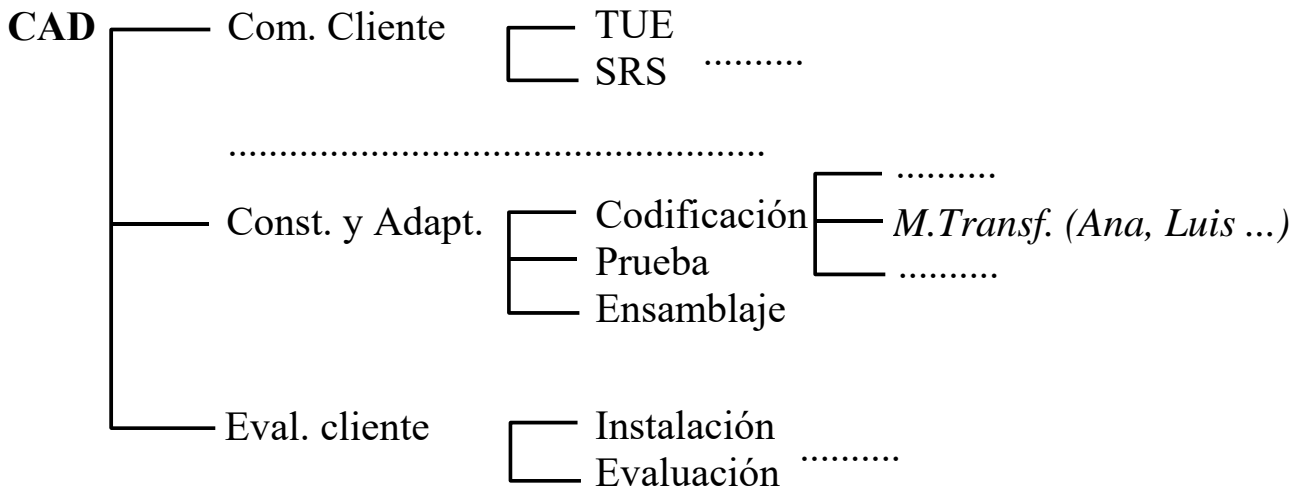 CAD Com. Cliente TUE
SRS ..........
......................................................
..........
Const. y Adapt. Codificación M.Transf. (Ana, Luis ...)
Prueba ..........
Ensamblaje
Eval. cliente Instalación
Evaluación ..........